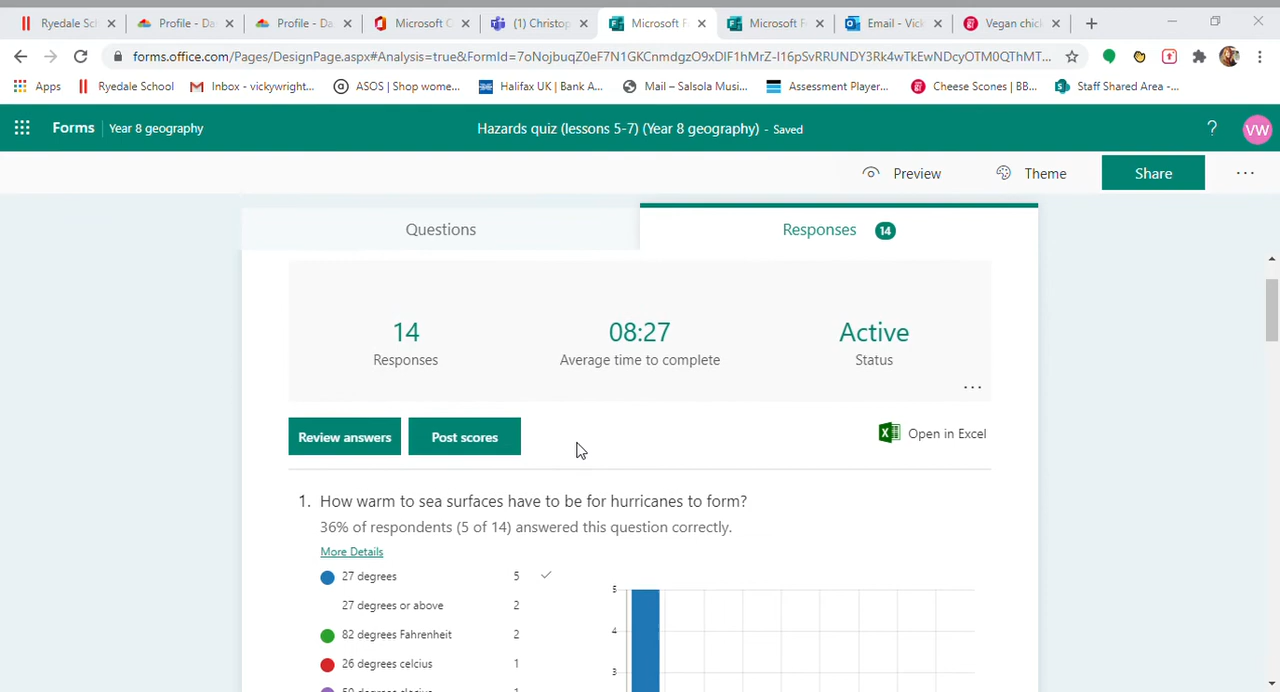 Ryedale Sc
Profile - Da
Profile - Da
Microsoft O
(1) Christop
Microsoft F
Microsoft F
Email - Vick
Vegan chic
forms.office.com/Pages/DesignPage.aspx#Analysis=true&FormId=
Apps
Ryedale School
Inbox - vickywright...
ASOS | Shop wome...
Halifax UK | Bank A...
Mail – Salsola Musi...
Assessment Player...
Cheese Scones | BB...
Staff Shared Area -...
Forms
Year 8 geography
Hazards quiz (lessons 5-7) (Year 8 geography) - Saved
?
VW
Preview
Theme
Share
...
Questions
Responses 14
14
08:27
Active
Responses
Average time to complete
Status
...
Review answers
Post scores
Open in Excel
1. How warm to sea surfaces have to be for hurricanes to form?
36% of respondents (5 of 14) answered this question correctly.
More Details
27 degrees 5
27 degrees or above 2
82 degrees Fahrenheit 2
26 degrees celcius 1
5
4
3